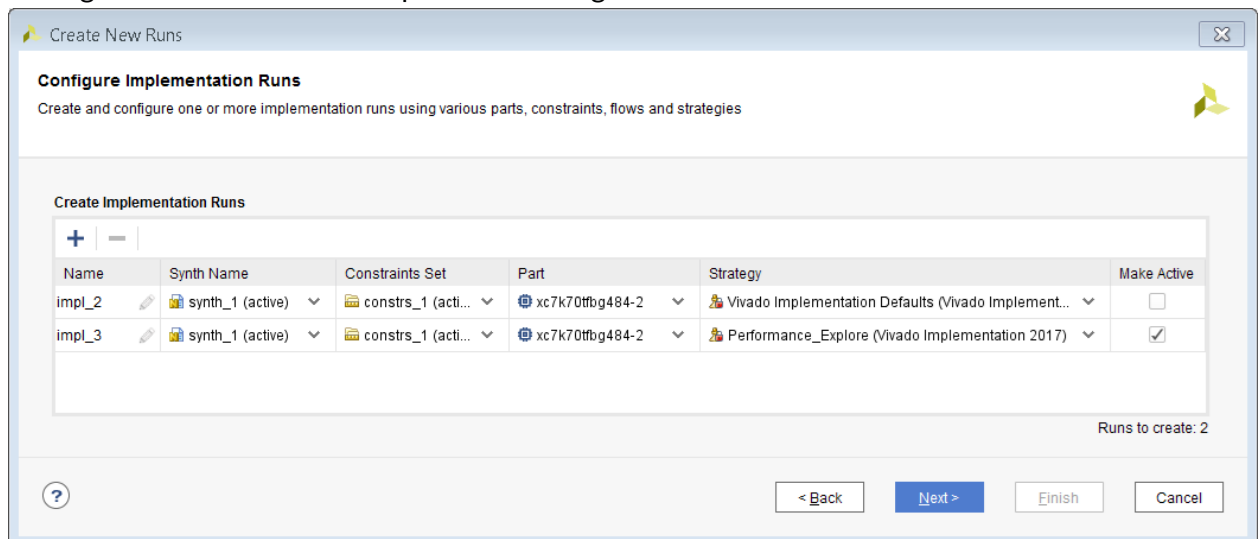 Create New Runs
Configure Implementation Runs
Create and configure one or more implementation runs using various parts, constraints, flows and strategies
Create Implementation Runs
Name Synth Name Constraints Set Part Strategy Make Active
impl_2 synth_1 (active) constrs_1 (acti... xc7k70tfbg484-2 Vivado Implementation Defaults (Vivado Implement...
impl_3 synth_1 (active) constrs_1 (acti... xc7k70tfbg484-2 Performance_Explore (Vivado Implementation 2017)
Runs to create: 2
? < Back Next > Finish Cancel